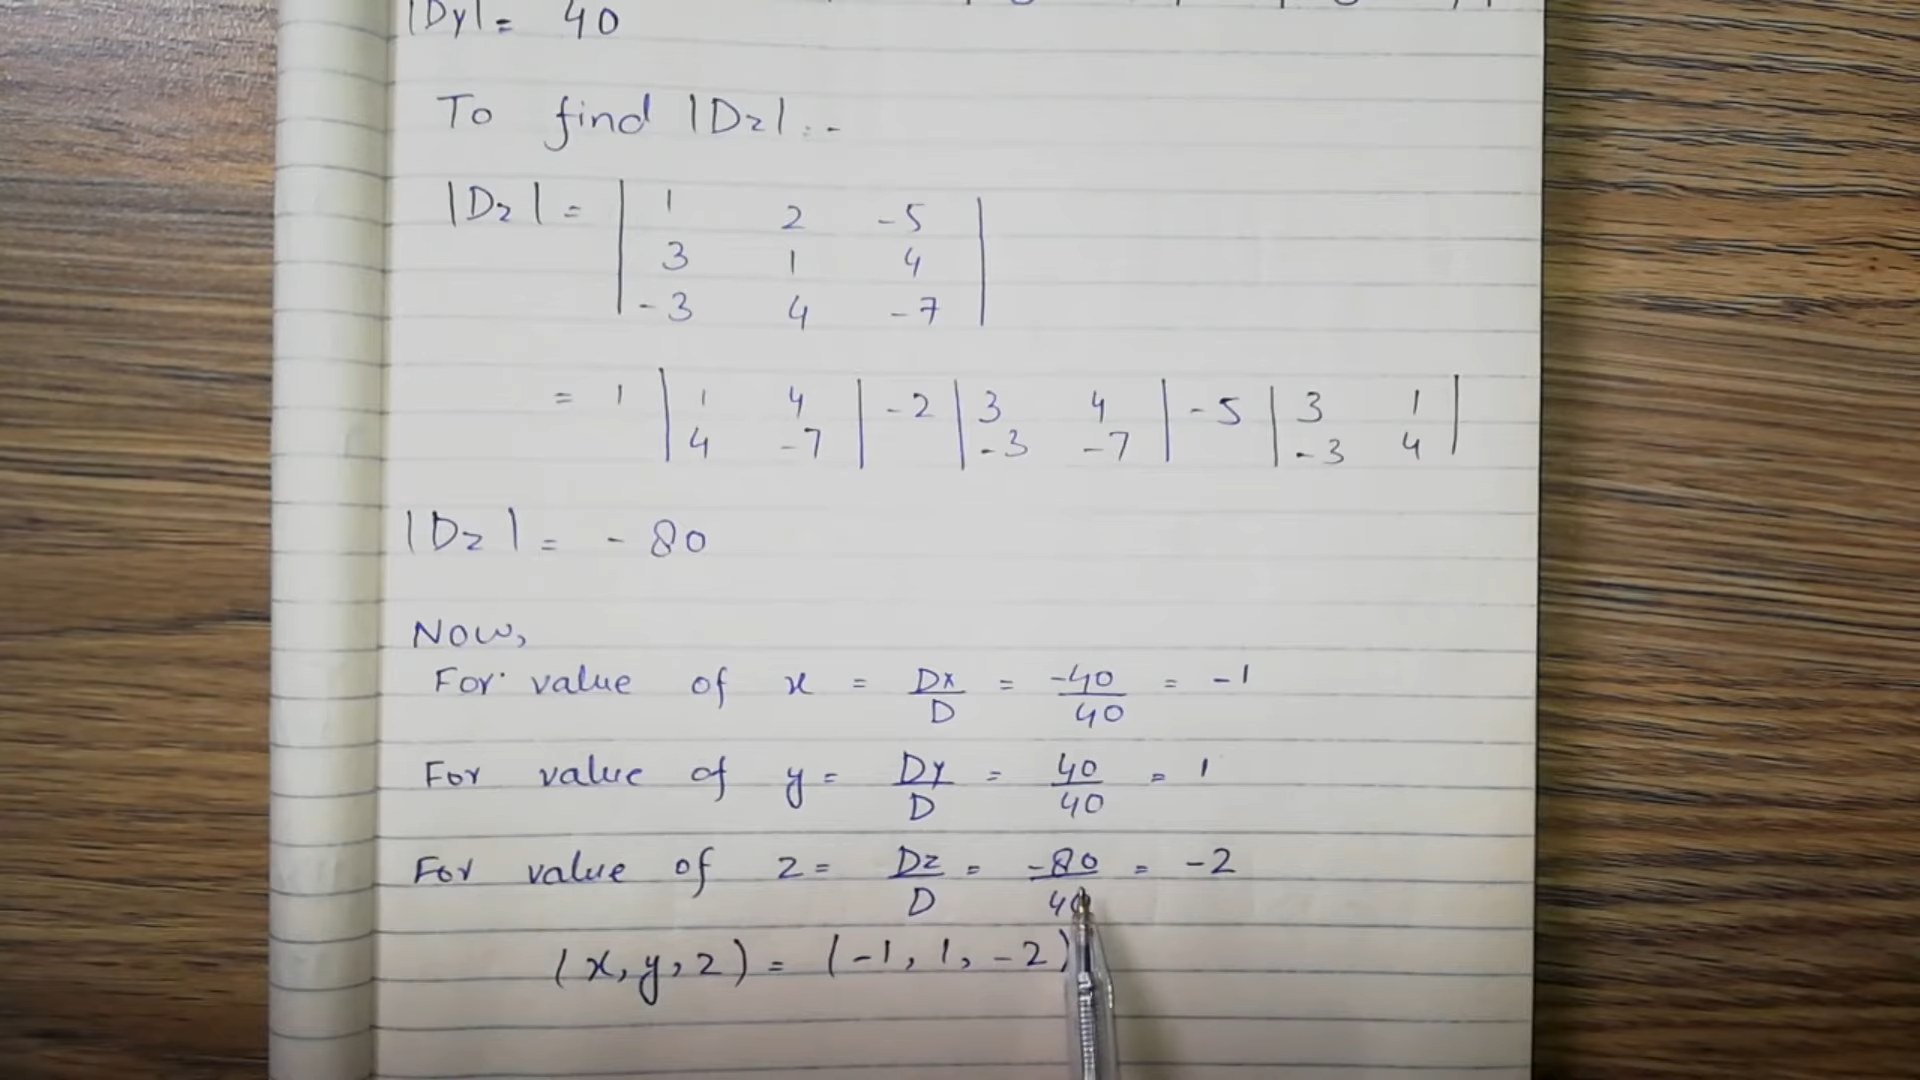 |Dy| = 40
To find |Dz| :-
|Dz| = | 1 2 -5 |
| 3 1 4 |
| -3 4 -7 |
= 1 | 1 4 | -2 | 3 4 | -5 | 3 1 |
| 4 -7 | | -3 -7 | | -3 4 |
|Dz| = - 80
Now,
For value of x = Dx/D = -40/40 = -1
For value of y = Dy/D = 40/40 = 1
For value of z = Dz/D = -80/40 = -2
(x, y, z) = (-1, 1, -2)